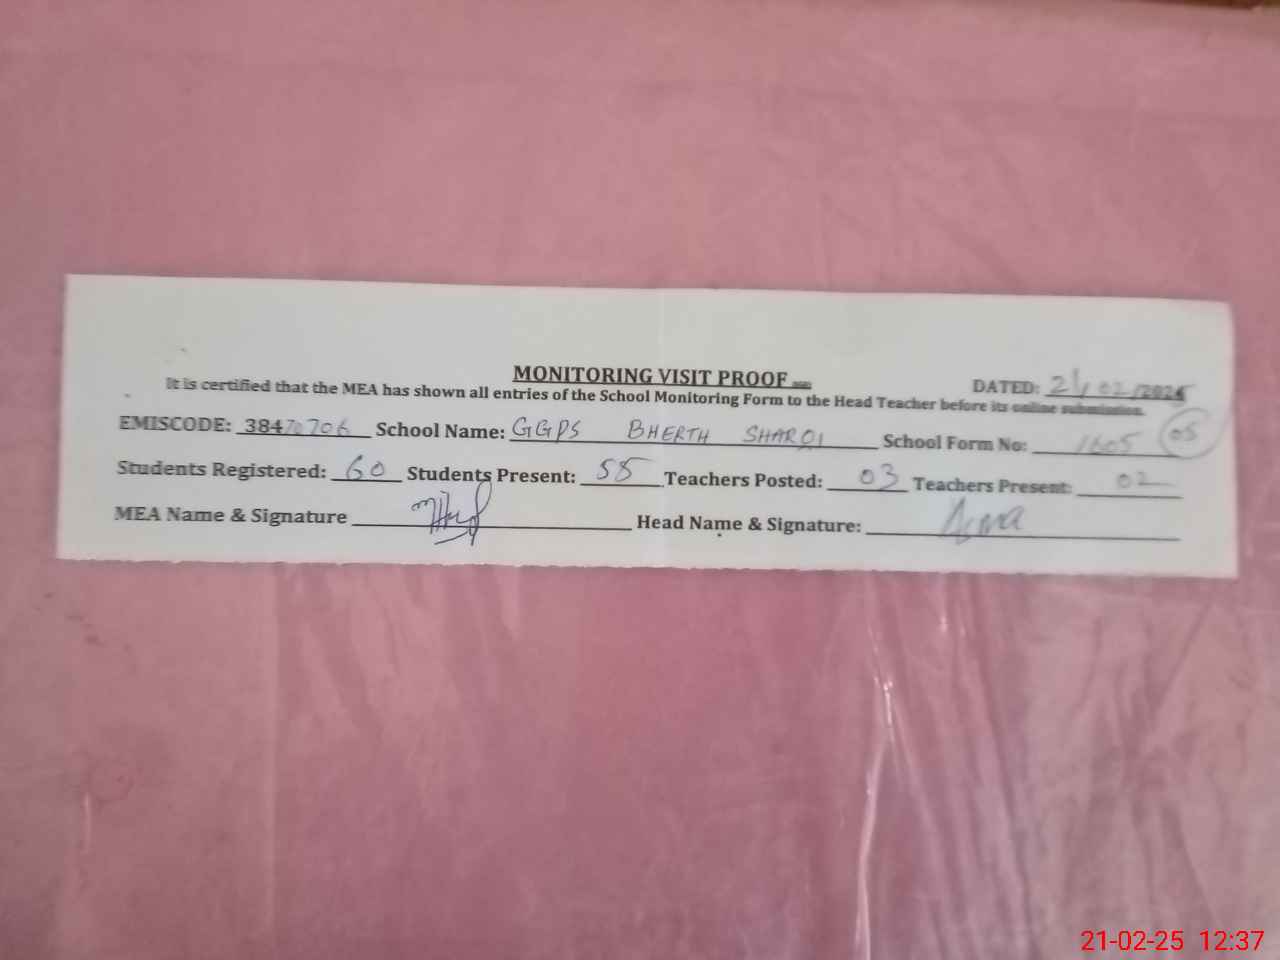 MONITORING VISIT PROOF
DATED: 21/02/2025
It is certified that the MEA has shown all entries of the School Monitoring Form to the Head Teacher before its online submission.
EMISCODE: 38470706 School Name: GGPS BHERTH SHARQI School Form No: 1605 05
Students Registered: 60 Students Present: 58 Teachers Posted: 03 Teachers Present: 02
MEA Name & Signature Head Name & Signature:
21-02-25 12:37